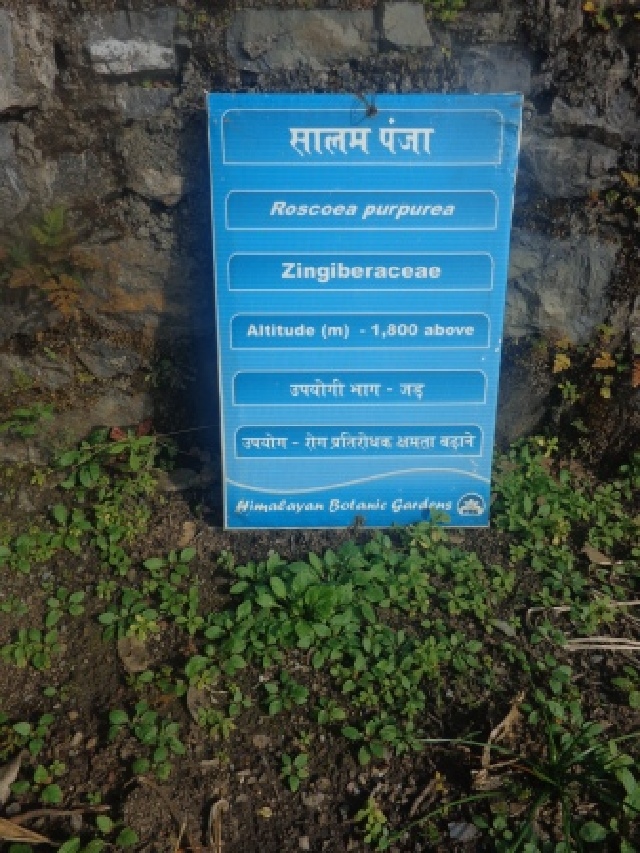 सालम पंजा
Roscoea purpurea
Zingiberaceae
Altitude (m) - 1,800 above
उपयोगी भाग - जड़
उपयोग - रोग प्रतिरोधक क्षमता बढ़ाने
Himalayan Botanic Gardens